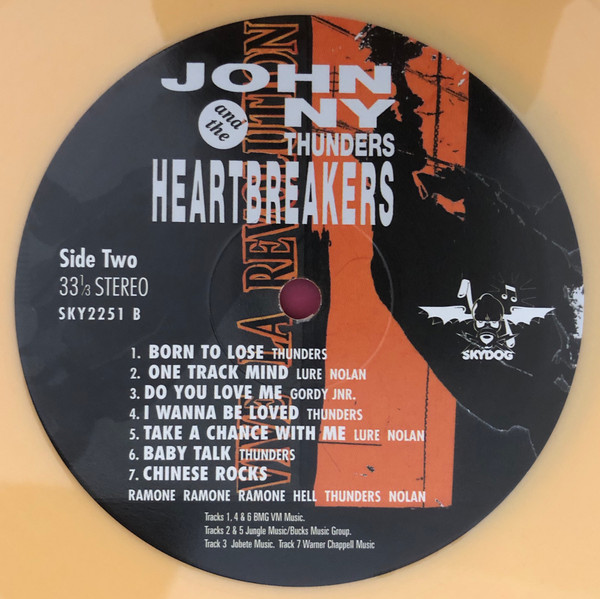 JOHN
NY
and the
THUNDERS
HEARTBREAKERS
VIVE LA REVOLUTION
Side Two
33 1/3 STEREO
SKY2251 B
SKYDOG
1. BORN TO LOSE THUNDERS
2. ONE TRACK MIND LURE NOLAN
3. DO YOU LOVE ME GORDY JNR.
4. I WANNA BE LOVED THUNDERS
5. TAKE A CHANCE WITH ME LURE NOLAN
6. BABY TALK THUNDERS
7. CHINESE ROCKS
RAMONE RAMONE RAMONE HELL THUNDERS NOLAN
Tracks 1, 4 & 6 BMG VM Music.
Tracks 2 & 5 Jungle Music/Bucks Music Group.
Track 3 Jobete Music. Track 7 Warner Chappell Music